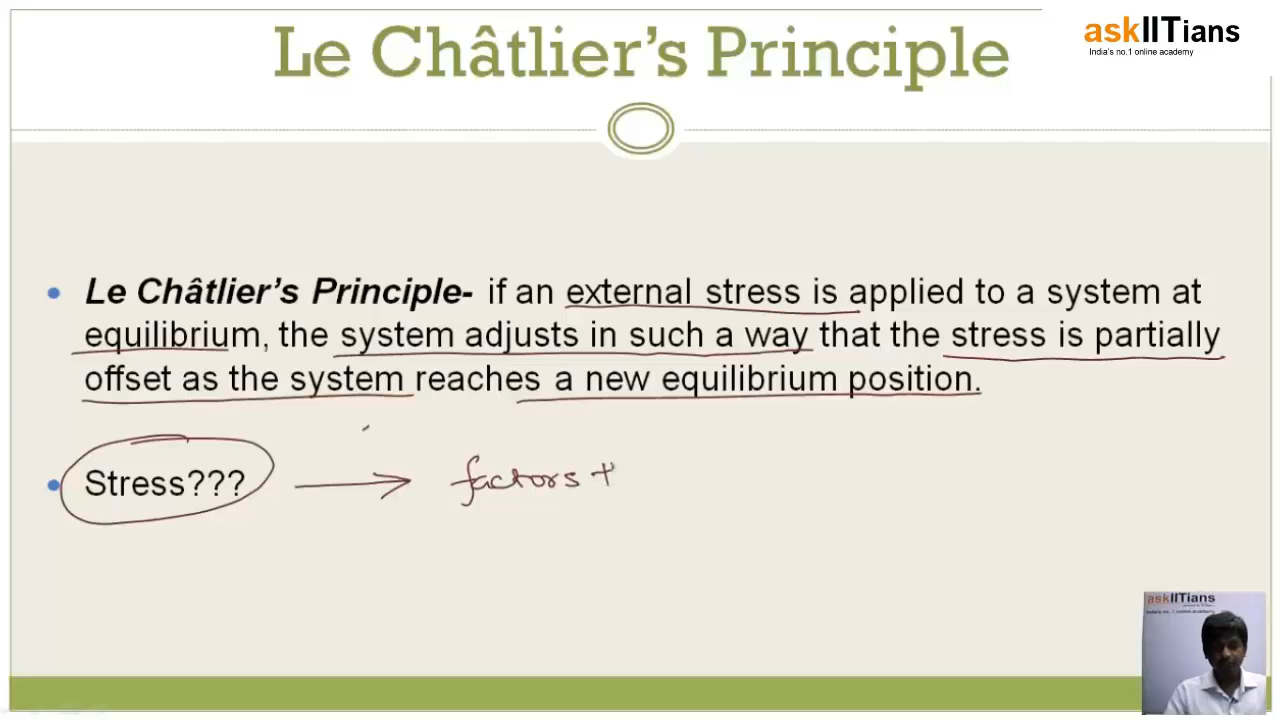 Le Châtlier's Principle
askIITians
India's no.1 online academy
• Le Châtlier's Principle- if an external stress is applied to a system at
equilibrium, the system adjusts in such a way that the stress is partially
offset as the system reaches a new equilibrium position.
• Stress??? → factors t
askIITians